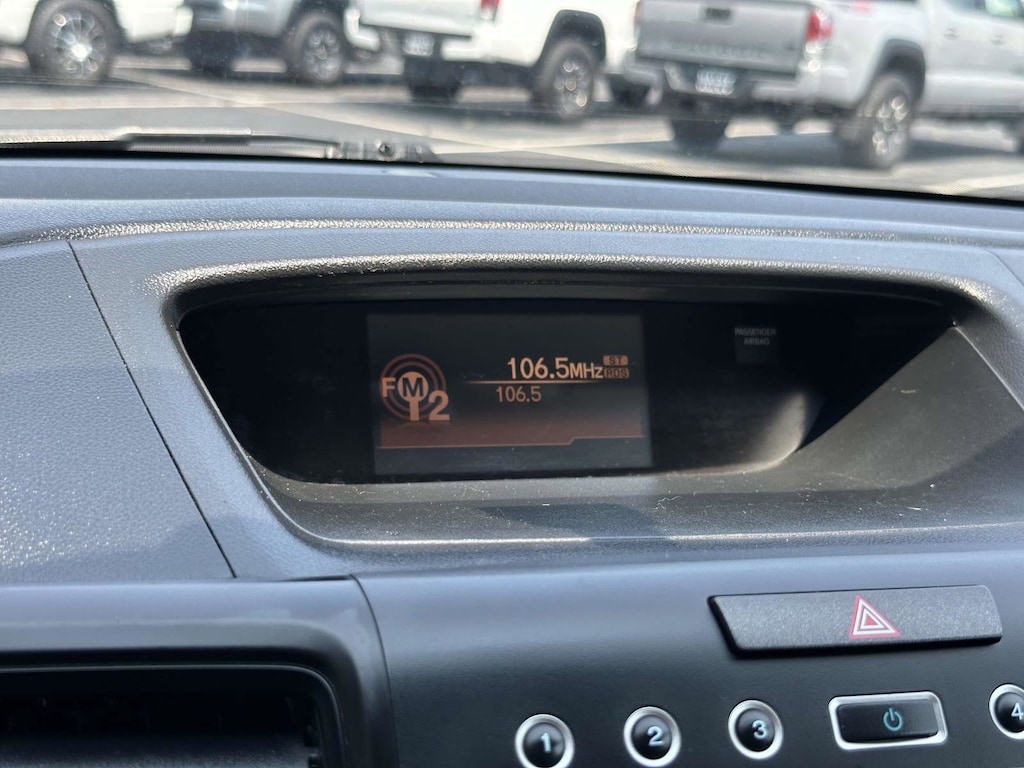 FM2
106.5MHz
ST
RDS
106.5
PASSENGER
AIRBAG
1
2
3
4